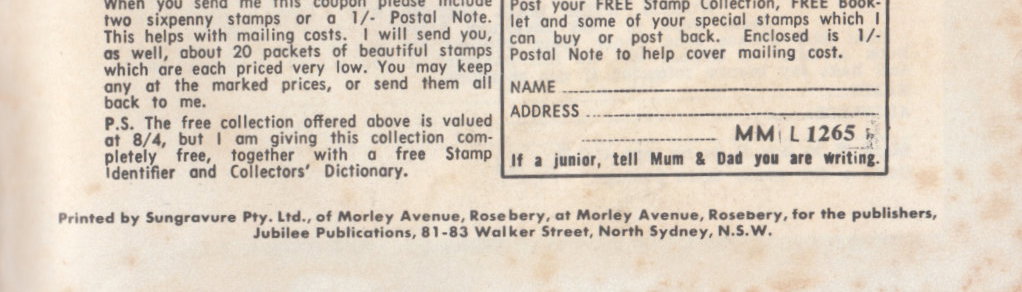 When you send me this coupon please include
two sixpenny stamps or a 1/- Postal Note.
This helps with mailing costs. I will send you,
as well, about 20 packets of beautiful stamps
which are each priced very low. You may keep
any at the marked prices, or send them all
back to me.
P.S. The free collection offered above is valued
at 8/4, but I am giving this collection com-
pletely free, together with a free Stamp
Identifier and Collectors' Dictionary.
Post your FREE Stamp Collection, FREE Book-
let and some of your special stamps which I
can buy or post back. Enclosed is 1/-
Postal Note to help cover mailing cost.
NAME
ADDRESS
MM L 1265
If a junior, tell Mum & Dad you are writing.
Printed by Sungravure Pty. Ltd., of Morley Avenue, Rosebery, at Morley Avenue, Rosebery, for the publishers,
Jubilee Publications, 81-83 Walker Street, North Sydney, N.S.W.